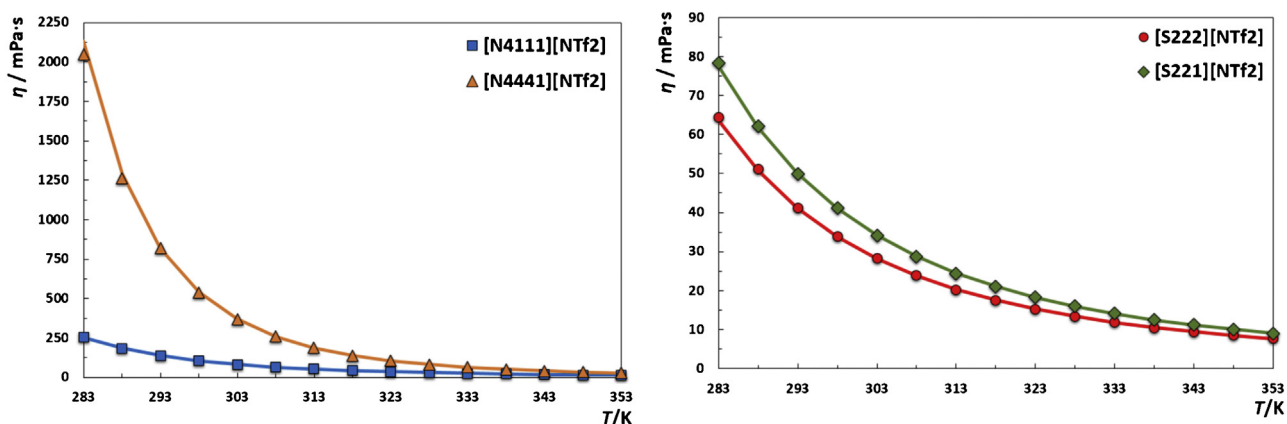 η / mPa·s
2250
2000
1750
1500
1250
1000
750
500
250
0
283 293 303 313 323 333 343 353
T/K
[N4111][NTf2]
[N4441][NTf2]
η / mPa·s
90
80
70
60
50
40
30
20
10
0
283 293 303 313 323 333 343 353
T/K
[S222][NTf2]
[S221][NTf2]